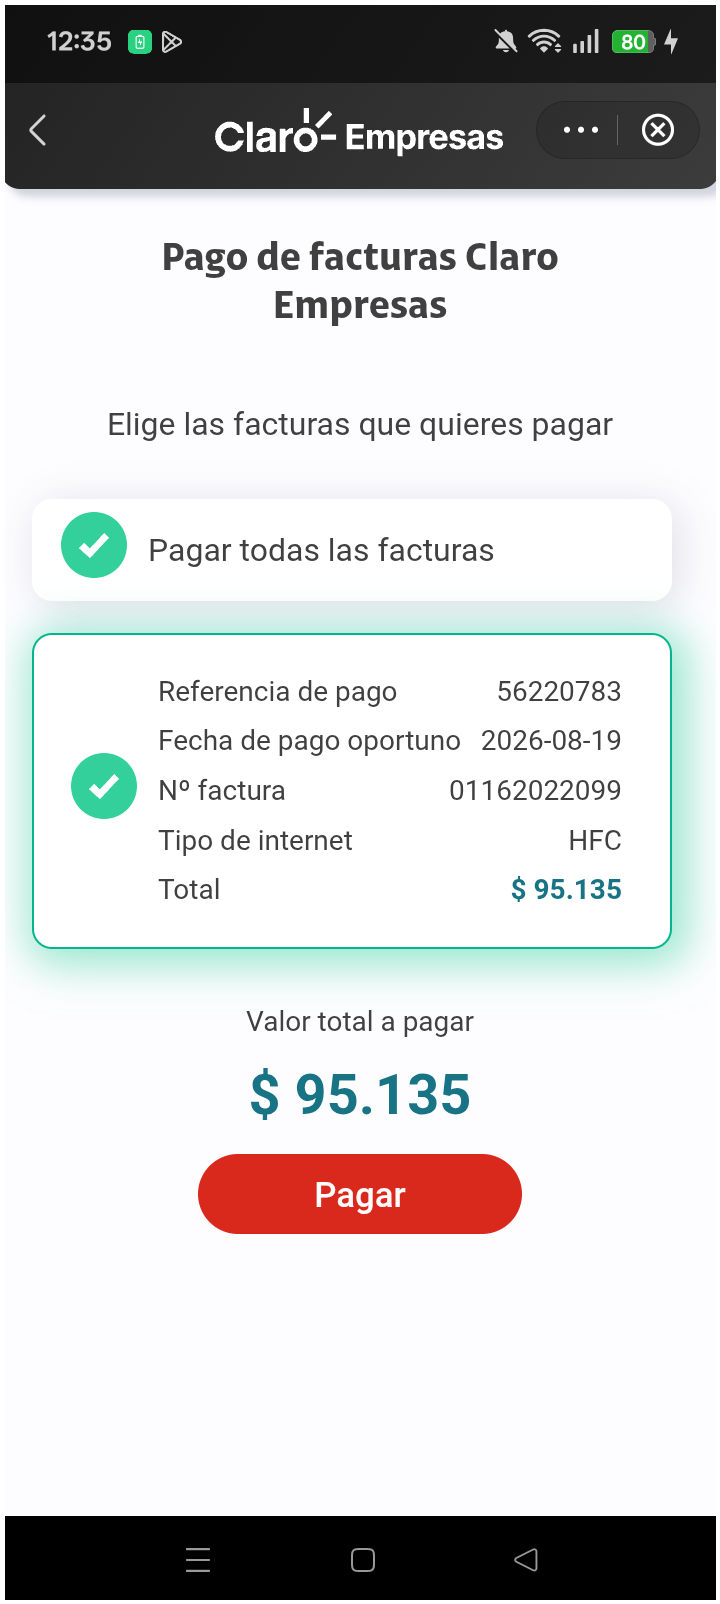 12:35
80
Claro Empresas
Pago de facturas Claro
Empresas
Elige las facturas que quieres pagar
Pagar todas las facturas
Referencia de pago 56220783
Fecha de pago oportuno 2026-08-19
Nº factura 01162022099
Tipo de internet HFC
Total $ 95.135
Valor total a pagar
$ 95.135
Pagar